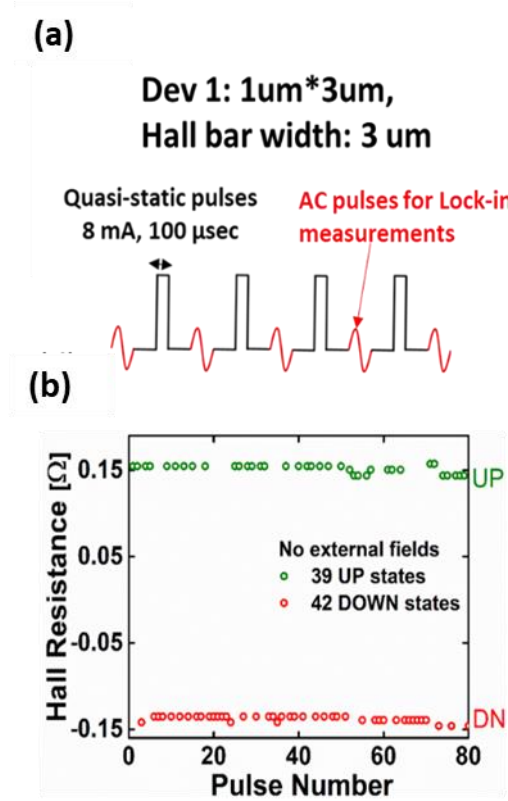 (a)
Dev 1: 1um*3um,
Hall bar width: 3 um
Quasi-static pulses
8 mA, 100 μsec
AC pulses for Lock-in
measurements
(b)
Hall Resistance [Ω]
0.15
0.05
-0.05
-0.15
UP
No external fields
39 UP states
42 DOWN states
DN
0
20
40
60
80
Pulse Number